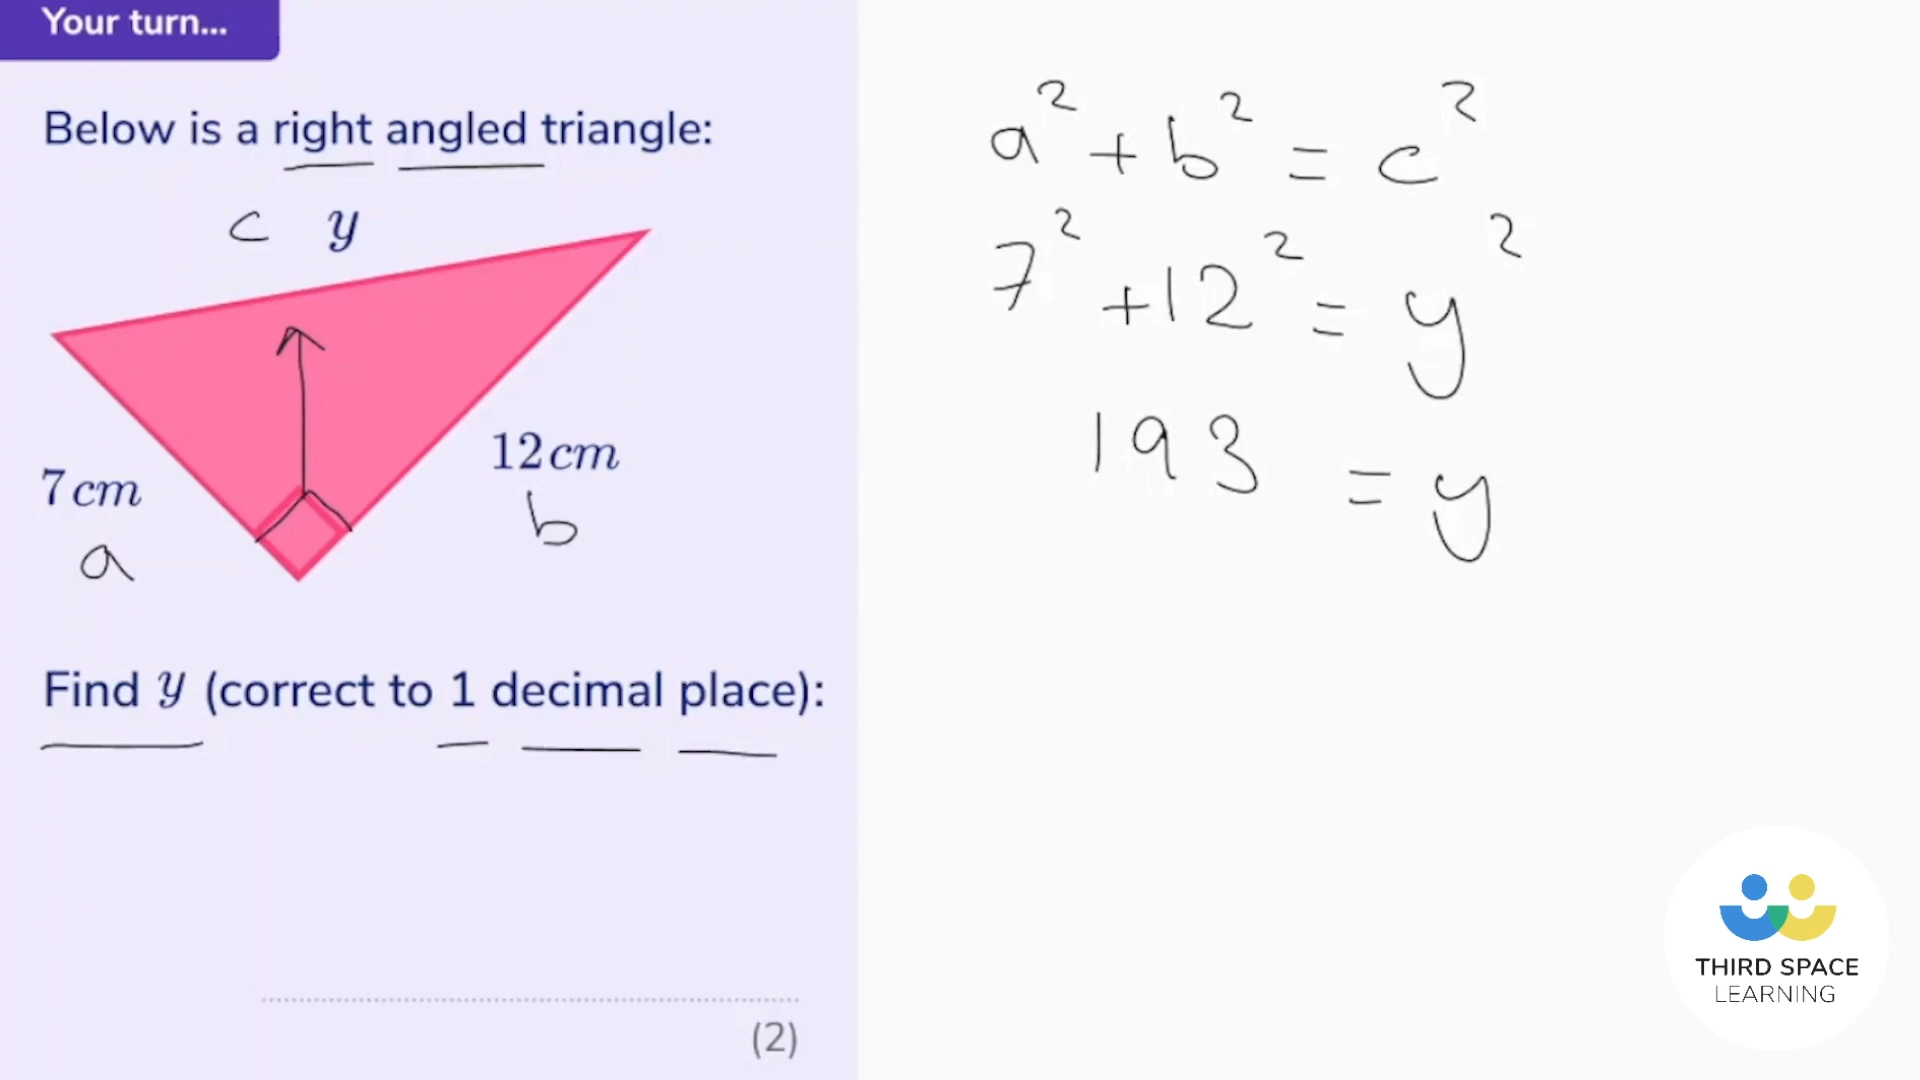 Your turn...
Below is a right angled triangle:
c y
7 cm
a
12 cm
b
Find y (correct to 1 decimal place):
(2)
a² + b² = c²
7² + 12² = y²
193 = y
THIRD SPACE
LEARNING